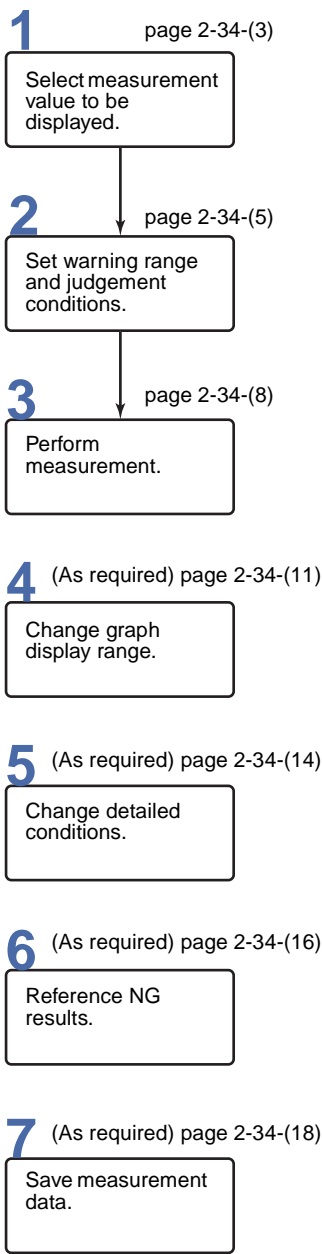 1 page 2-34-(3)
Select measurement
value to be
displayed.
2 page 2-34-(5)
Set warning range
and judgement
conditions.
3 page 2-34-(8)
Perform
measurement.
4 (As required) page 2-34-(11)
Change graph
display range.
5 (As required) page 2-34-(14)
Change detailed
conditions.
6 (As required) page 2-34-(16)
Reference NG
results.
7 (As required) page 2-34-(18)
Save measurement
data.